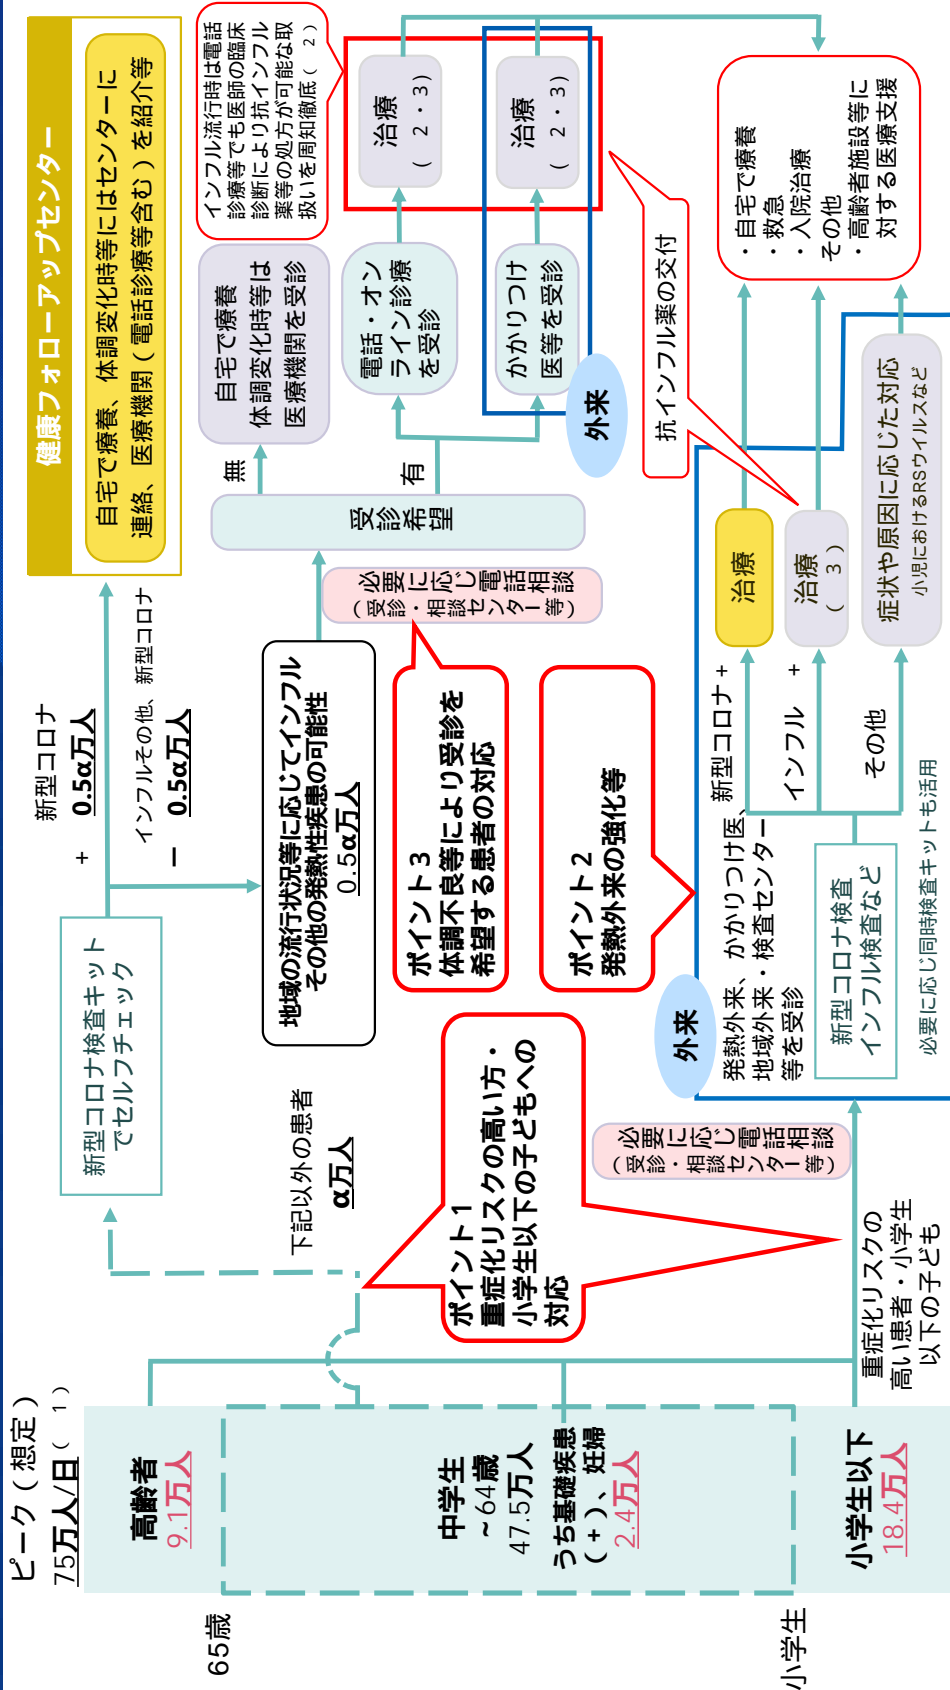 ピーク（想定）
75万人/日（ 1）
65歳
小学生
高齢者
9.1万人
中学生
～64歳
47.5万人
うち基礎疾患
（+）、妊婦
2.4万人
小学生以下
18.4万人
下記以外の患者
α万人
重症化リスクの
高い患者・小学生
以下の子ども
ポイント1
重症化リスクの高い方・
小学生以下の子どもへの
対応
新型コロナ検査キット
でセルフチェック
新型コロナ
+
0.5α万人
インフルその他、新型コロナ
－
0.5α万人
健康フォローアップセンター
自宅で療養、体調変化時等にはセンターに
連絡、医療機関（電話診療等含む）を紹介等
地域の流行状況等に応じてインフル
その他の発熱性疾患の可能性
0.5α万人
必要に応じ電話相談
（受診・相談センター等）
ポイント3
体調不良等により受診を
希望する患者の対応
受診希望
無
有
自宅で療養
体調変化時等は
医療機関を受診
電話・オン
ライン診療
を受診
かかりつけ
医等を受診
外来
インフル流行時は電話
診療等でも医師の臨床
診断により抗インフル
薬等の処方が可能な取
扱いを周知徹底（ 2）
治療
（ 2・3）
治療
（ 2・3）
抗インフル薬の交付
必要に応じ電話相談
（受診・相談センター等）
ポイント2
発熱外来の強化等
外来
発熱外来、かかりつけ医、
地域外来・検査センター
等を受診
新型コロナ検査
インフル検査など
必要に応じ同時検査キットも活用
新型コロナ+
インフル +
その他
治療
治療
（ 3）
症状や原因に応じた対応
小児におけるRSウイルスなど
・自宅で療養
・救急
・入院治療
その他
・高齢者施設等に
対する医療支援